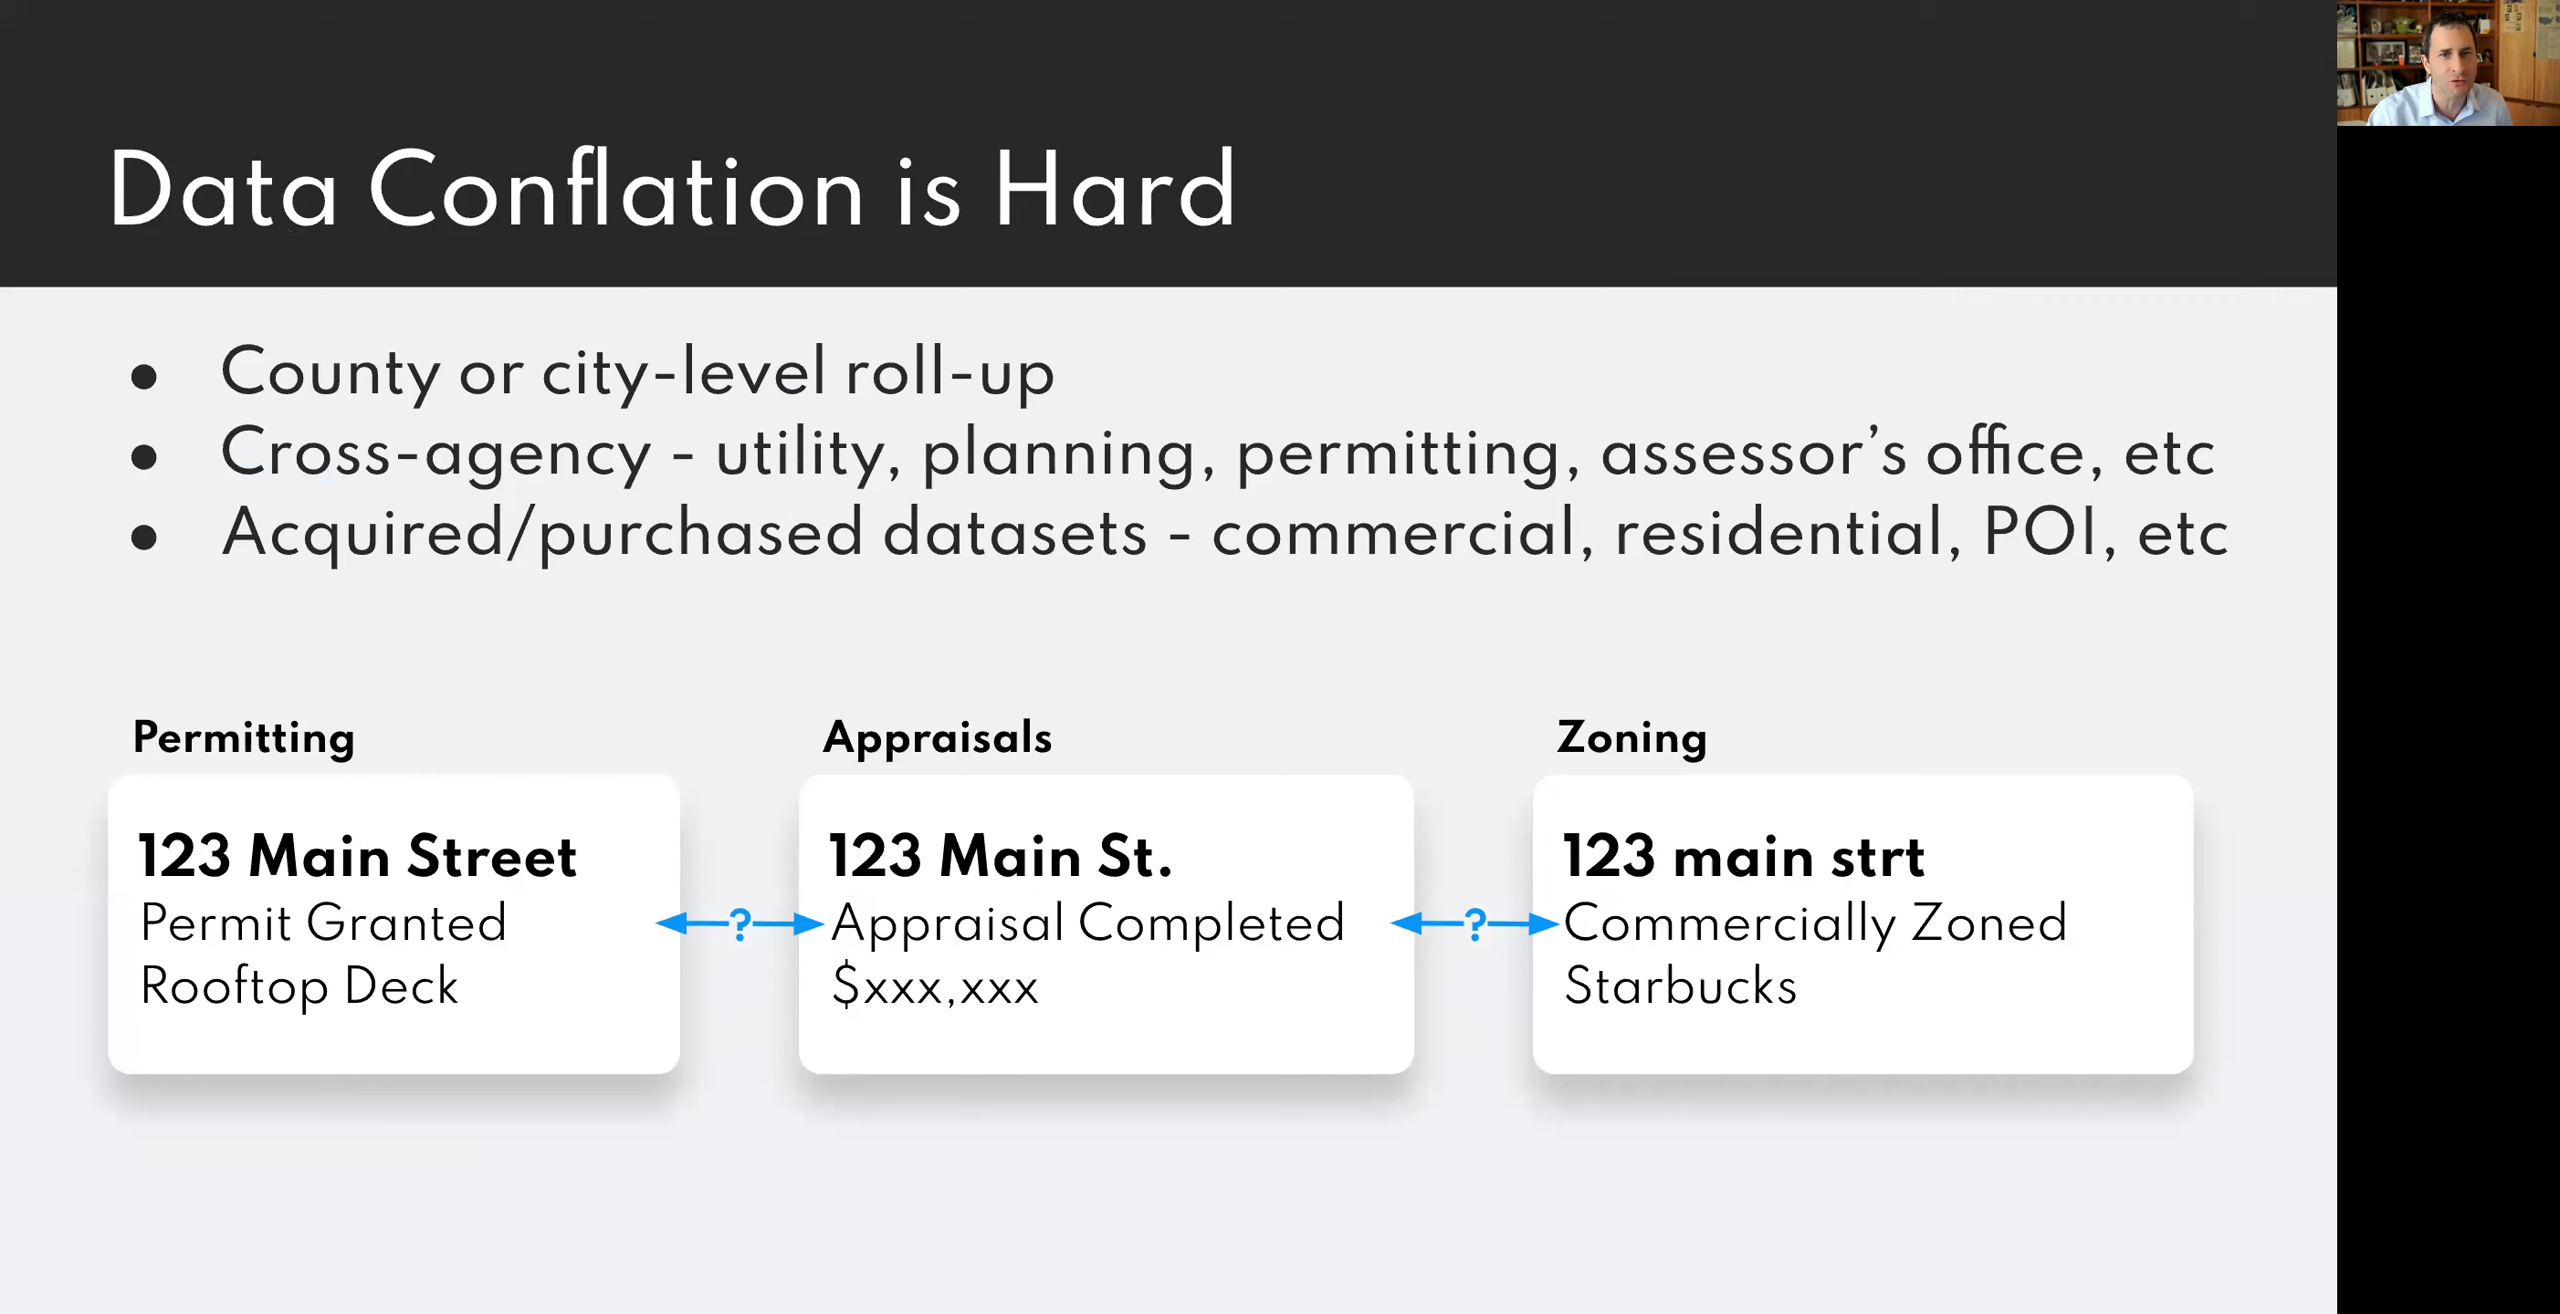 Data Conflation is Hard
● County or city-level roll-up
● Cross-agency - utility, planning, permitting, assessor’s office, etc
● Acquired/purchased datasets - commercial, residential, POI, etc
Permitting
123 Main Street
Permit Granted
Rooftop Deck
?
Appraisals
123 Main St.
Appraisal Completed
$xxx,xxx
?
Zoning
123 main strt
Commercially Zoned
Starbucks